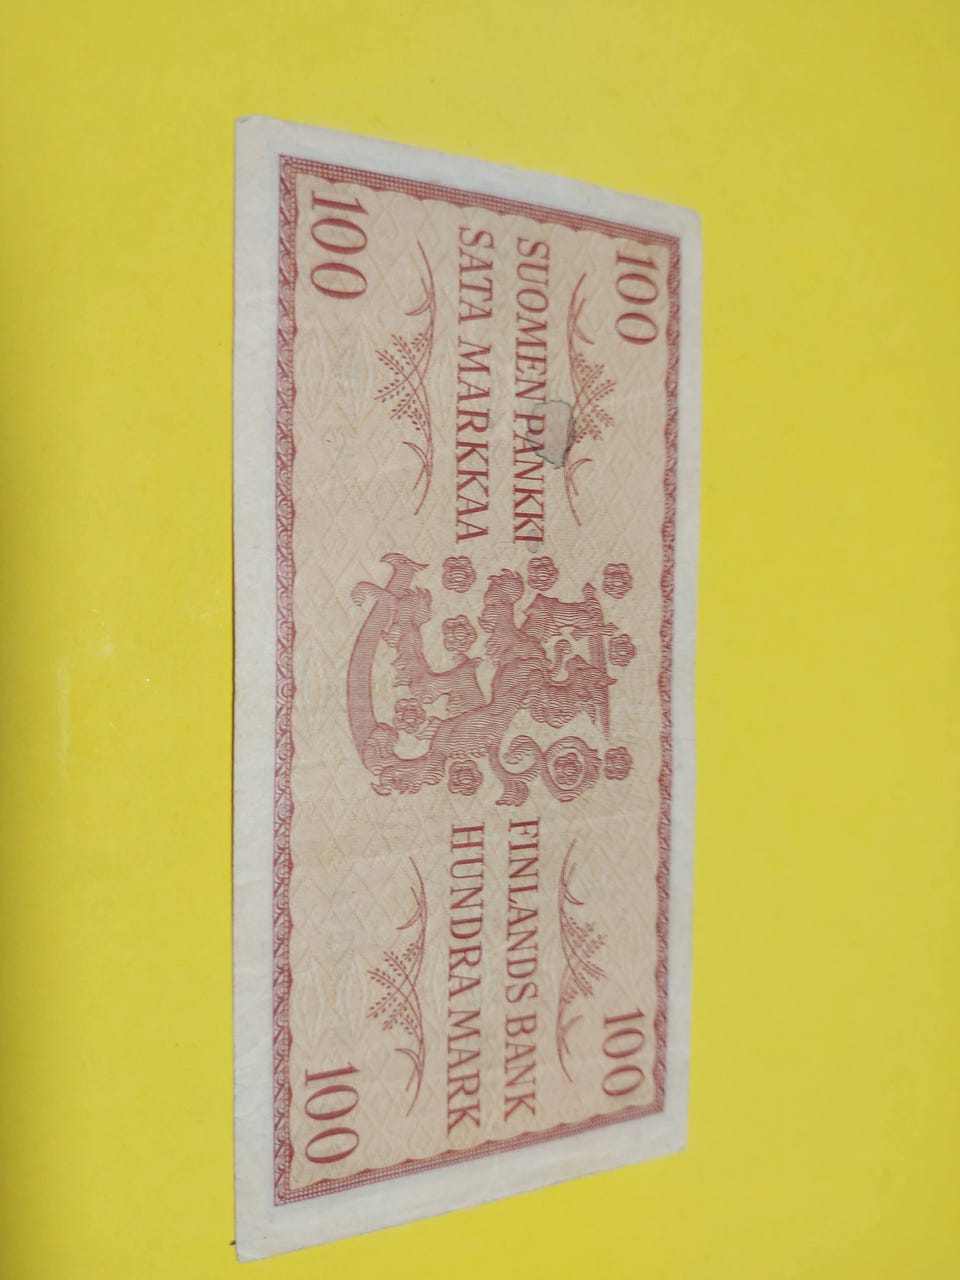 100
100
SUOMEN PANKKI
SATA MARKKAA
FINLANDS BANK
HUNDRA MARK
100
100